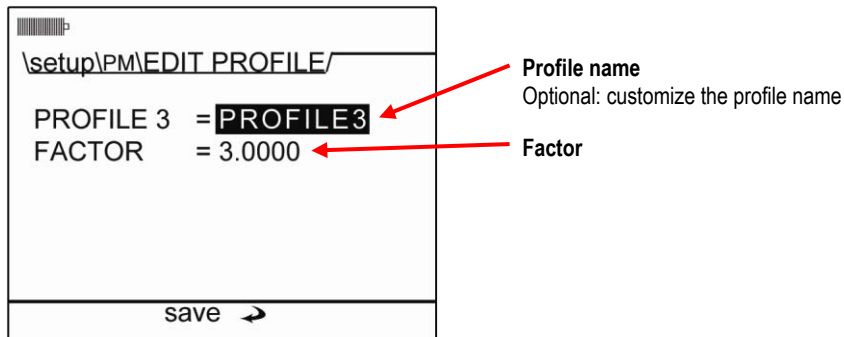 \setup\PM\EDIT PROFILE/
PROFILE 3 = PROFILE3
FACTOR = 3.0000
save
Profile name
Optional: customize the profile name
Factor